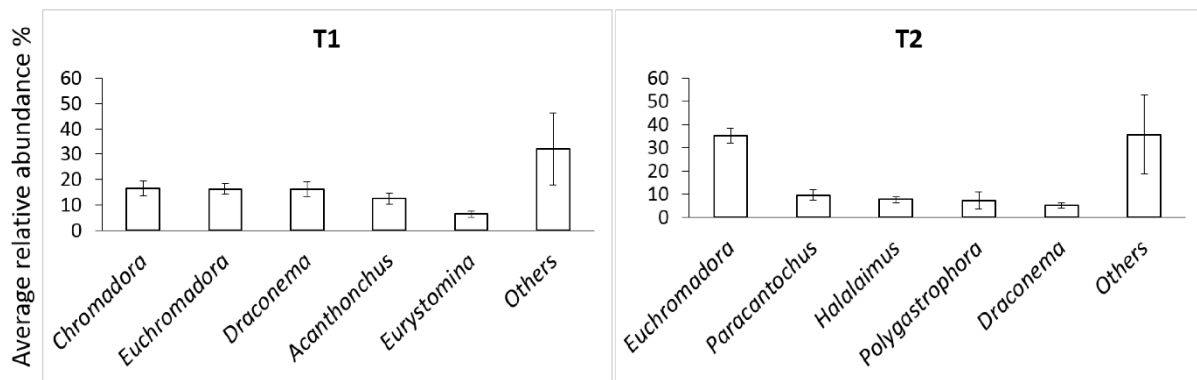 Average relative abundance %
T1
60
50
40
30
20
10
0
Chromadora
Euchromadora
Draconema
Acanthonchus
Eurystomina
Others
T2
60
50
40
30
20
10
0
Euchromadora
Paracantochus
Halalaimus
Polygastrophora
Draconema
Others